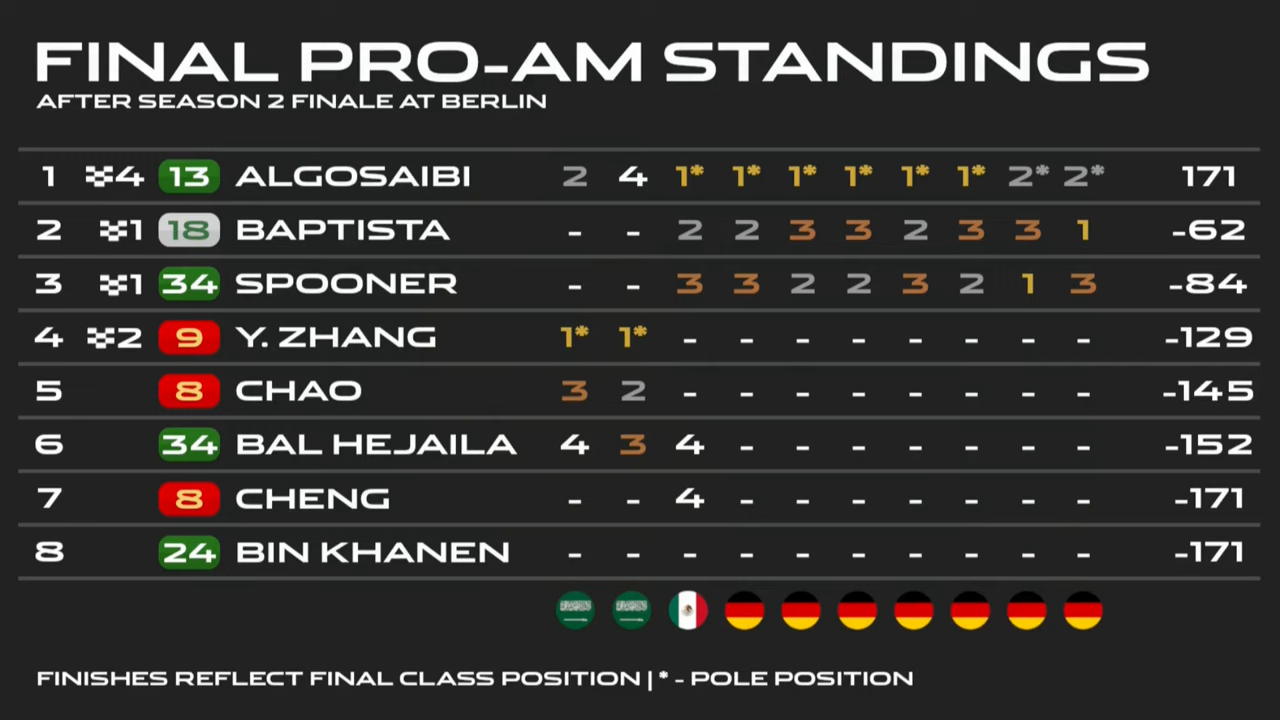 FINAL PRO-AM STANDINGS
AFTER SEASON 2 FINALE AT BERLIN
1 4 13 ALGOSAIBI 2 4 1* 1* 1* 1* 1* 1* 2* 2* 171
2 1 18 BAPTISTA - - 2 2 3 3 2 3 3 1 -62
3 1 34 SPOONER - - 3 3 2 2 3 2 1 3 -84
4 2 9 Y. ZHANG 1* 1* - - - - - - - - -129
5 8 CHAO 3 2 - - - - - - - - -145
6 34 BAL HEJAILA 4 3 4 - - - - - - - -152
7 8 CHENG - - 4 - - - - - - - -171
8 24 BIN KHANEN - - - - - - - - - - -171
FINISHES REFLECT FINAL CLASS POSITION | * - POLE POSITION